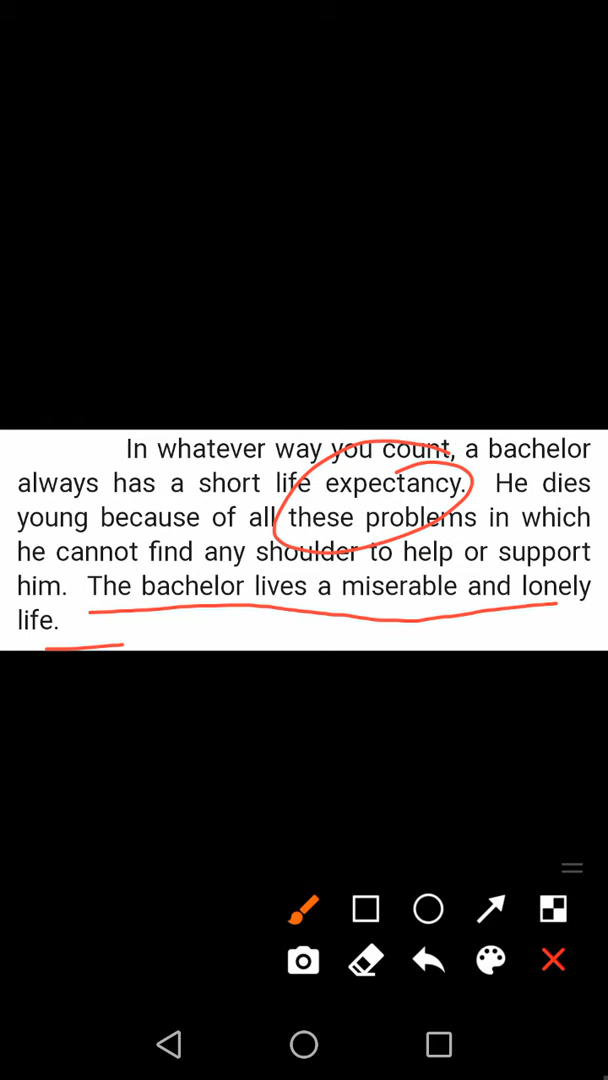 In whatever way you count, a bachelor
always has a short life expectancy. He dies
young because of all these problems in which
he cannot find any shoulder to help or support
him. The bachelor lives a miserable and lonely
life.